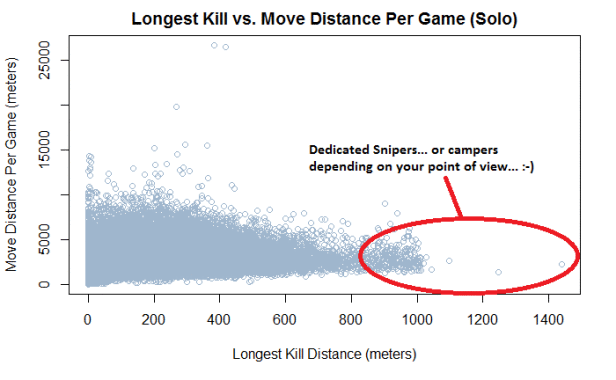 Longest Kill vs. Move Distance Per Game (Solo)
Move Distance Per Game (meters)
25000
15000
5000
0
Dedicated Snipers... or campers
depending on your point of view... :-)
0 200 400 600 800 1000 1200 1400
Longest Kill Distance (meters)